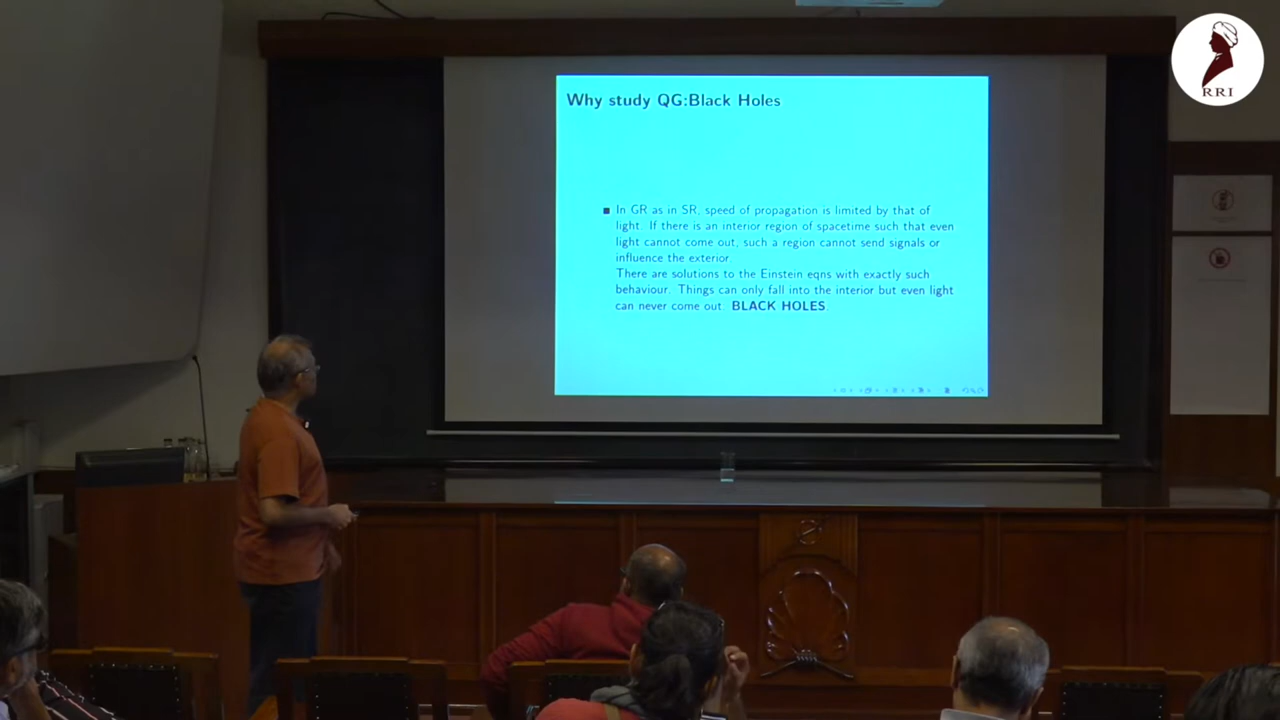 RRI
Why study QG:Black Holes
In GR as in SR, speed of propagation is limited by that of
light. If there is an interior region of spacetime such that even
light cannot come out, such a region cannot send signals or
influence the exterior.
There are solutions to the Einstein eqns with exactly such
behaviour. Things can only fall into the interior but even light
can never come out. BLACK HOLES.